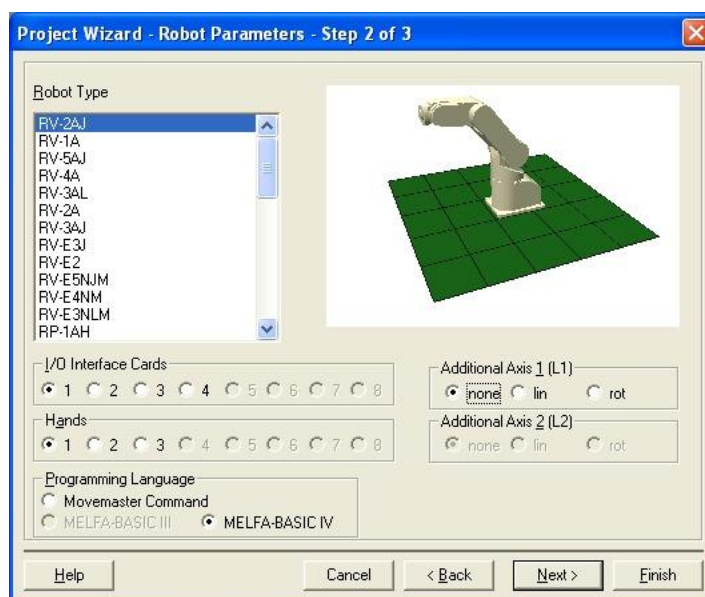 Project Wizard - Robot Parameters - Step 2 of 3
Robot Type
RV-2AJ
RV-1A
RV-5AJ
RV-4A
RV-3AL
RV-2A
RV-3AJ
RV-E3J
RV-E2
RV-E5NJM
RV-E4NM
RV-E3NLM
RP-1AH
I/O Interface Cards
1 2 3 4 5 6 7 8
Additional Axis 1 (L1)
none lin rot
Hands
1 2 3 4 5 6 7 8
Additional Axis 2 (L2)
none lin rot
Programming Language
Movemaster Command
MELFA-BASIC III MELFA-BASIC IV
Help Cancel < Back Next > Finish